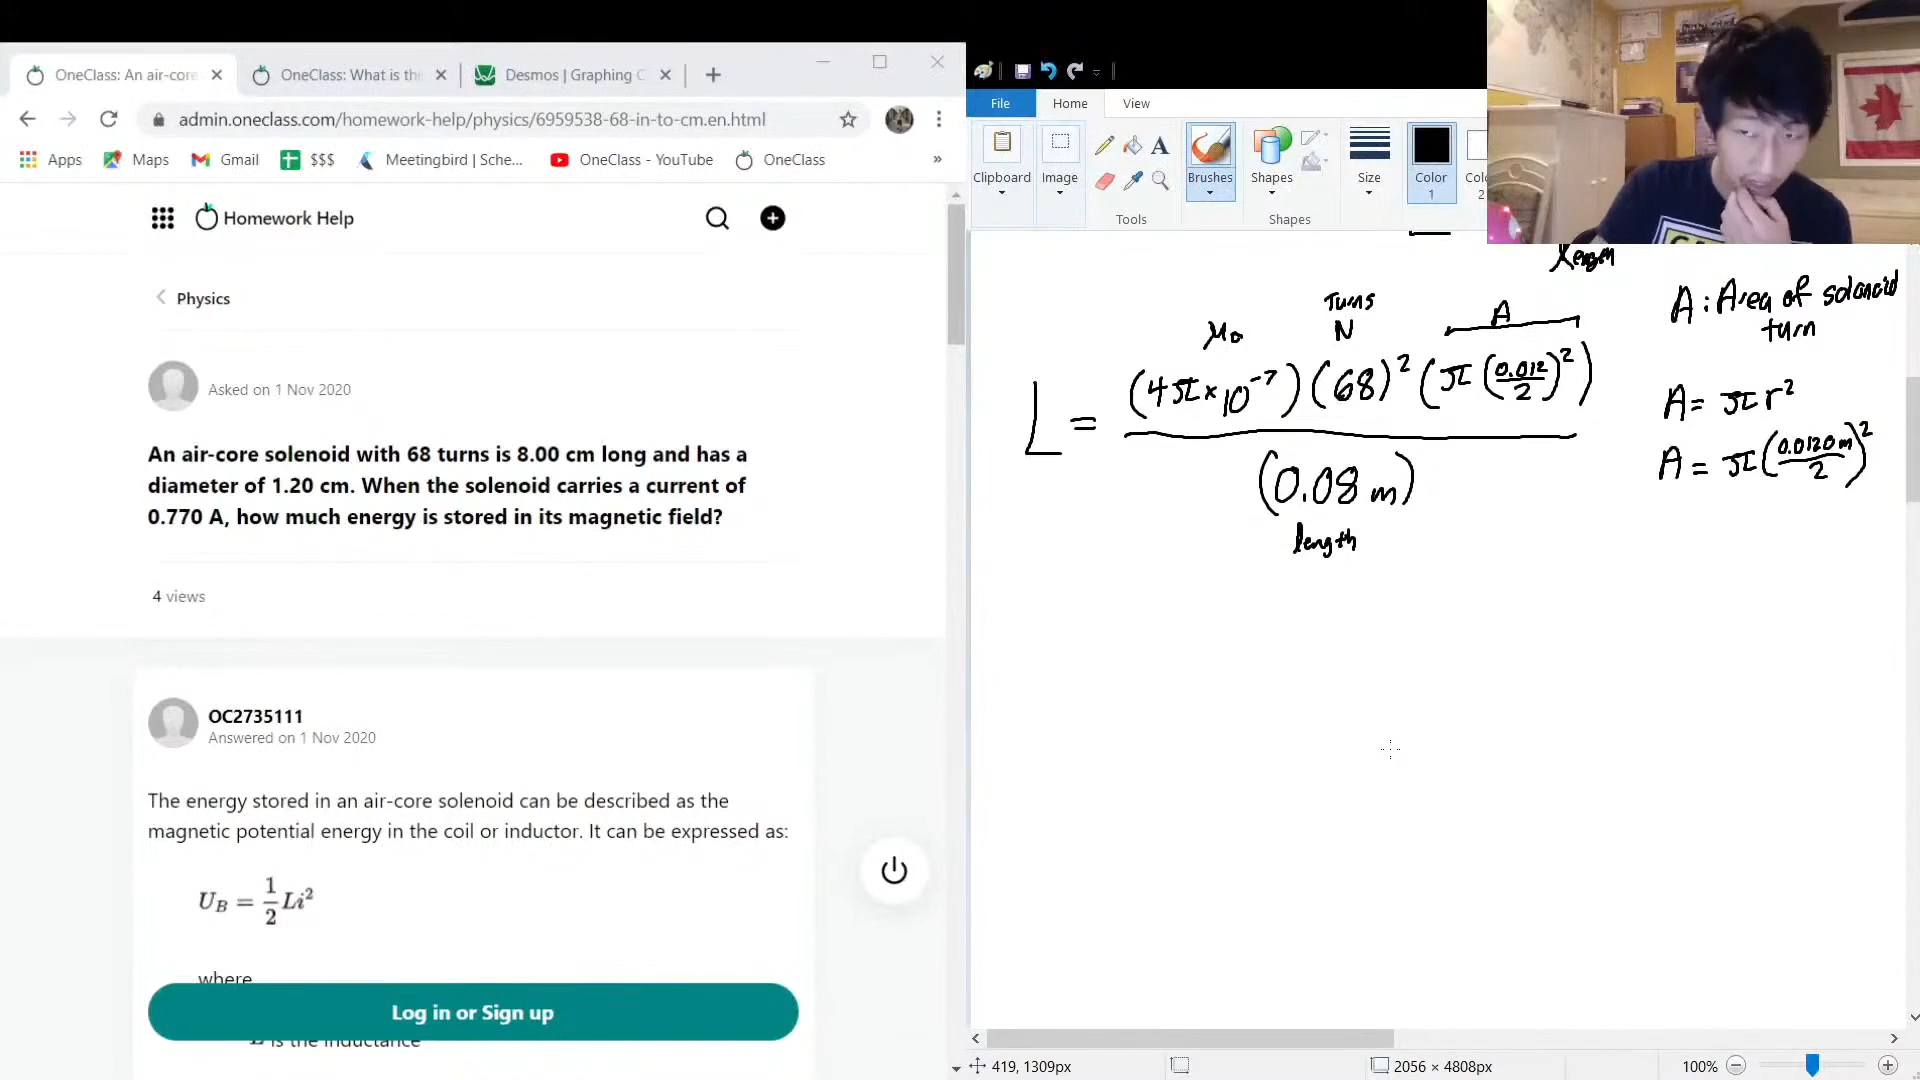 OneClass: An air-core
OneClass: What is the
Desmos | Graphing C
admin.oneclass.com/homework-help/physics/6959538-68-in-to-cm.en.html
Apps
Maps
Gmail
$$$
Meetingbird | Sche...
OneClass - YouTube
OneClass
»
Homework Help
Physics
Asked on 1 Nov 2020
An air-core solenoid with 68 turns is 8.00 cm long and has a
diameter of 1.20 cm. When the solenoid carries a current of
0.770 A, how much energy is stored in its magnetic field?
4 views
OC2735111
Answered on 1 Nov 2020
The energy stored in an air-core solenoid can be described as the
magnetic potential energy in the coil or inductor. It can be expressed as:
U_B = 1/2 Li²
where
Log in or Sign up
L is the inductance
File
Home
View
Clipboard
Image
Tools
Brushes
Shapes
Shapes
Size
Color
1
2
length
A : Area of solonoid
turn
μ₀
Turns
N
A
L = (4π×10⁻⁷)(68)²(π(0.012/2)²)
(0.08 m)
length
A = πr²
A = π(0.0120m/2)²
419, 1309px
2056 × 4808px
100%